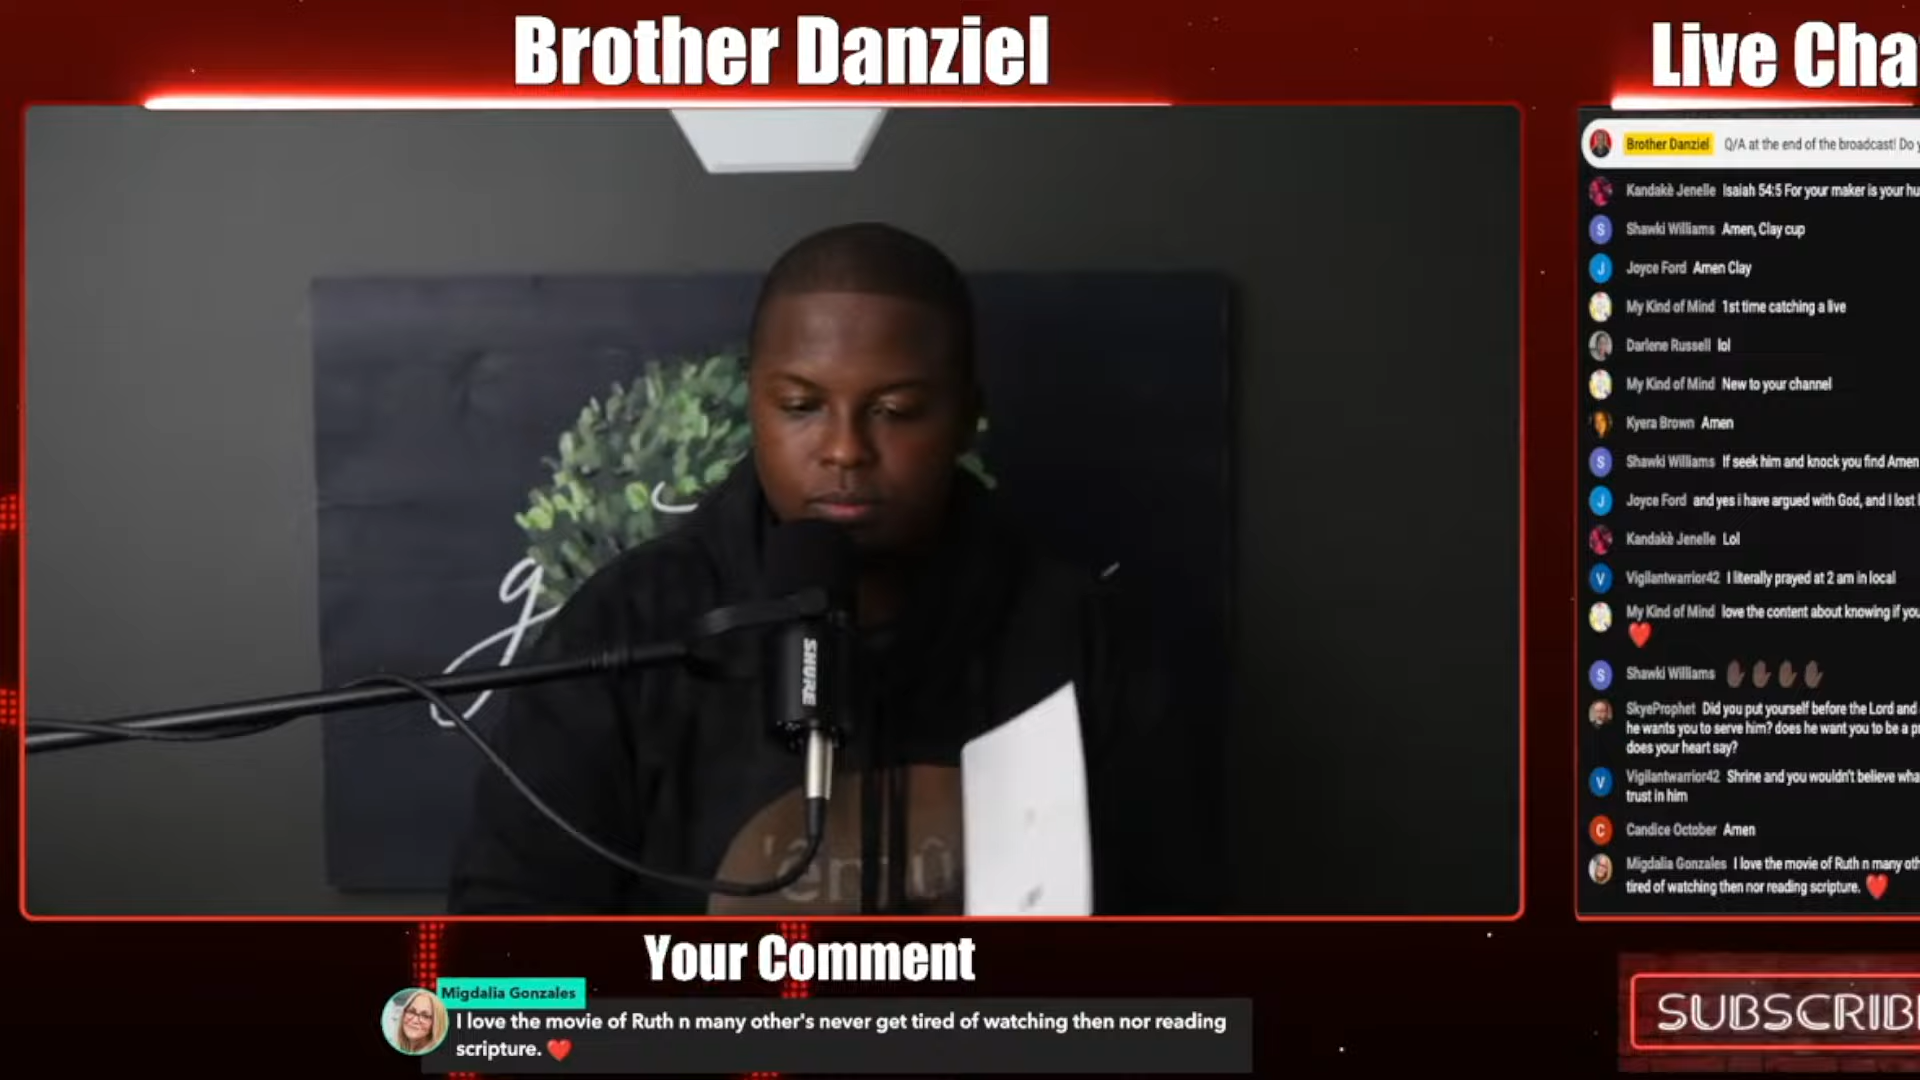 Brother Danziel
Live Cha
Brother Danziel Q/A at the end of the broadcast! Do y
Kandakè Jenelle Isaiah 54:5 For your maker is your hu
Shawki Williams Amen, Clay cup
Joyce Ford Amen Clay
My Kind of Mind 1st time catching a live
Darlene Russell lol
My Kind of Mind New to your channel
Kyera Brown Amen
Shawki Williams If seek him and knock you find Amen
Joyce Ford and yes i have argued with God, and I lost
Kandakè Jenelle Lol
Vigilantwarrior42 I literally prayed at 2 am in local
My Kind of Mind love the content about knowing if you
❤️
Shawki Williams
SkyeProphet Did you put yourself before the Lord and
he wants you to serve him? does he want you to be a p
does your heart say?
Vigilantwarrior42 Shrine and you wouldn't believe wha
trust in him
Candice October Amen
Migdalia Gonzales I love the movie of Ruth n many oth
tired of watching then nor reading scripture. ❤️
g
SHURE
Your Comment
Migdalia Gonzales
I love the movie of Ruth n many other's never get tired of watching then nor reading
scripture. ❤️
SUBSCRIB